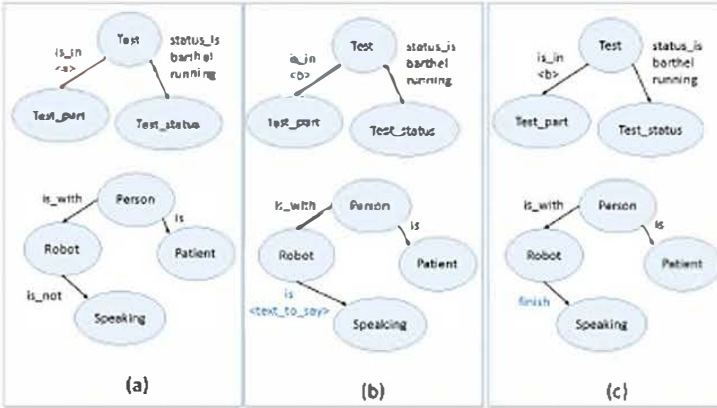 Test
is_in
<a>
status_is
barthel
running
Test_part
Test_status
is_with
Person
is
Robot
Patient
is_not
Speaking
(a)
Test
is_in
<b>
status_is
barthel
running
Test_part
Test_status
is_with
Person
is
Robot
Patient
is
<text_to_say>
Speaking
(b)
Test
is_in
<b>
status_is
barthel
running
Test_part
Test_status
is_with
Person
is
Robot
Patient
finish
Speaking
(c)